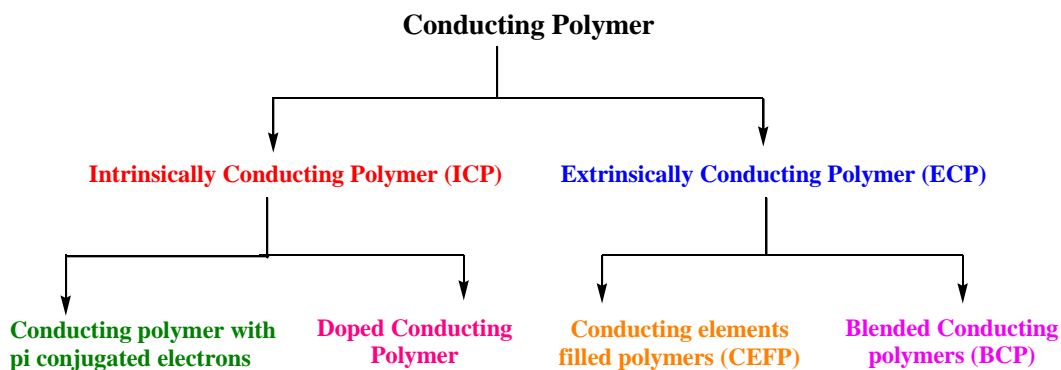 Conducting Polymer
Intrinsically Conducting Polymer (ICP)
Extrinsically Conducting Polymer (ECP)
Conducting polymer with
pi conjugated electrons
Doped Conducting
Polymer
Conducting elements
filled polymers (CEFP)
Blended Conducting
polymers (BCP)